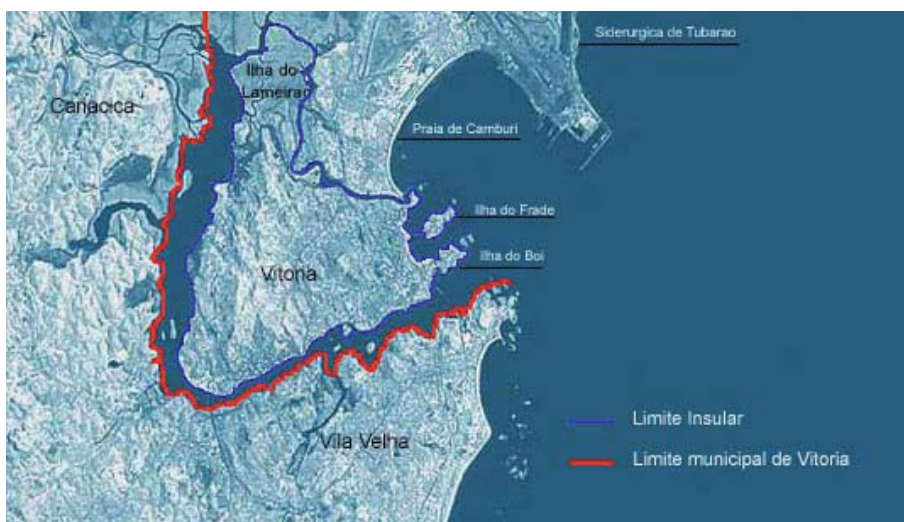 Siderurgica de Tubarao
Ilha do
Lameirao
Cariacica
Praia de Camburi
Ilha do Frade
Ilha do Boi
Vitoria
Limite Insular
Vila Velha
Limite municipal de Vitoria